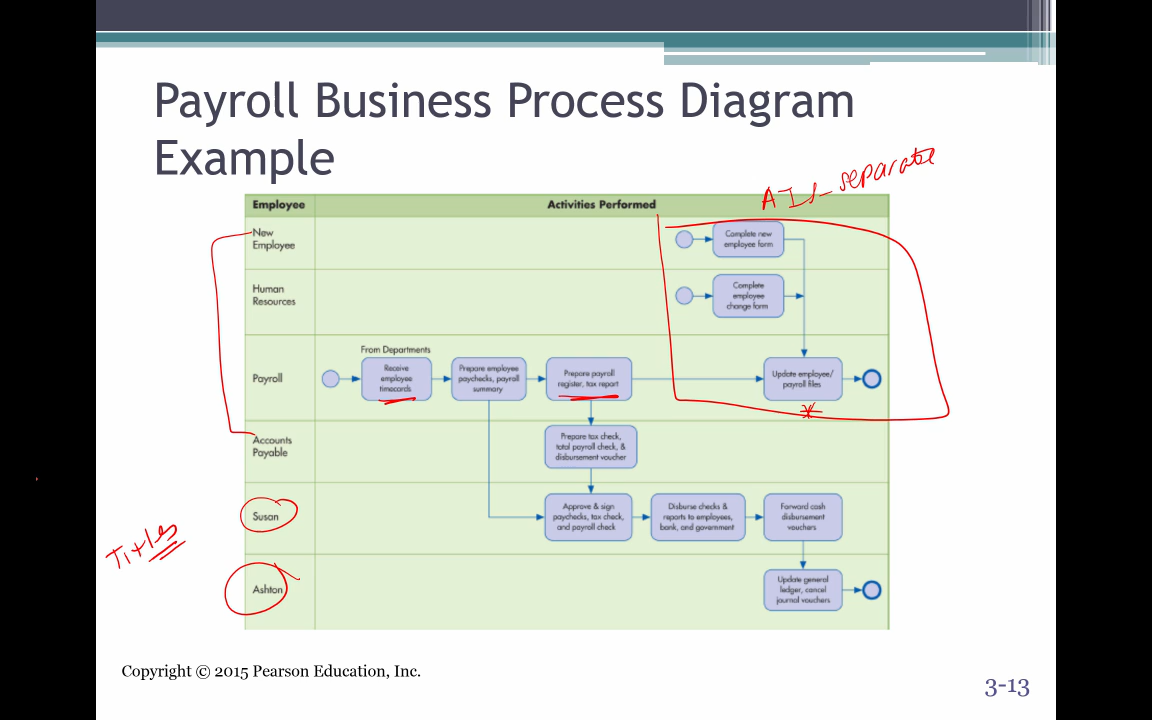 Payroll Business Process Diagram
Example
AIS - separate
Employee
Activities Performed
New
Employee
Complete new
employee form
Human
Resources
Complete
employee
change form
From Departments
Payroll
Receive
employee
timecards
Prepare employee
paychecks, payroll
summary
Prepare payroll
register, tax report
Update employee/
payroll files
Accounts
Payable
Prepare tax check,
total payroll check, &
disbursement voucher
Susan
Approve & sign
paychecks, tax check,
and payroll check
Disburse checks &
reports to employees,
bank, and government
Forward cash
disbursement
vouchers
Titles
Ashton
Update general
ledger, cancel
journal vouchers
Copyright © 2015 Pearson Education, Inc.
3-13